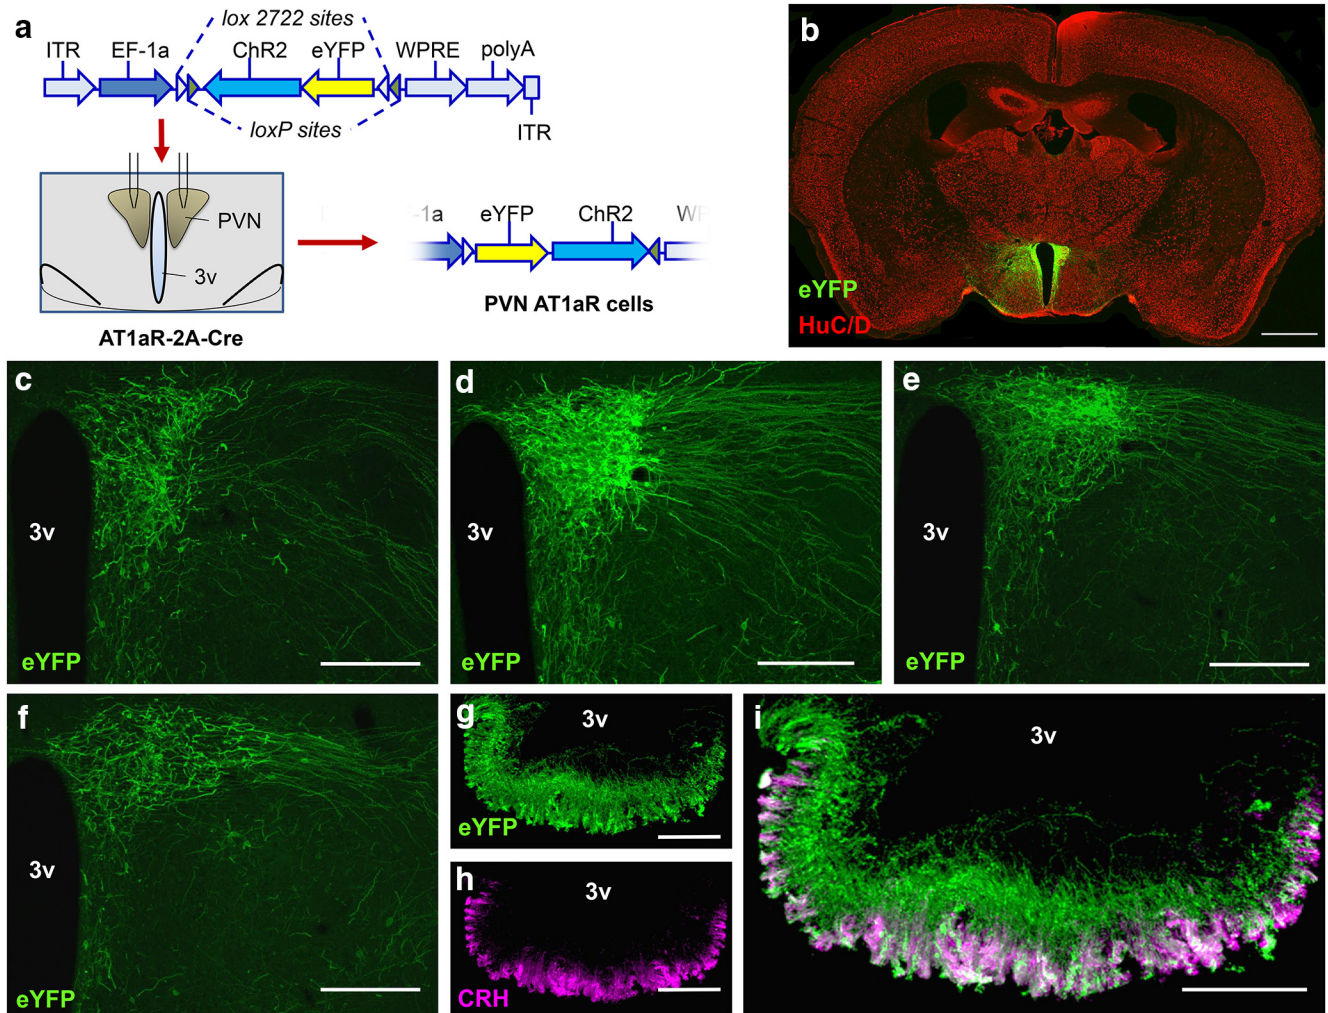 a
lox 2722 sites
ITR EF-1a ChR2 eYFP WPRE polyA
loxP sites
ITR
PVN
3v
AT1aR-2A-Cre
-1a eYFP ChR2
PVN AT1aR cells
b
eYFP
HuC/D
c
3v
eYFP
d
3v
eYFP
e
3v
eYFP
f
3v
eYFP
g
3v
eYFP
h
3v
CRH
i
3v